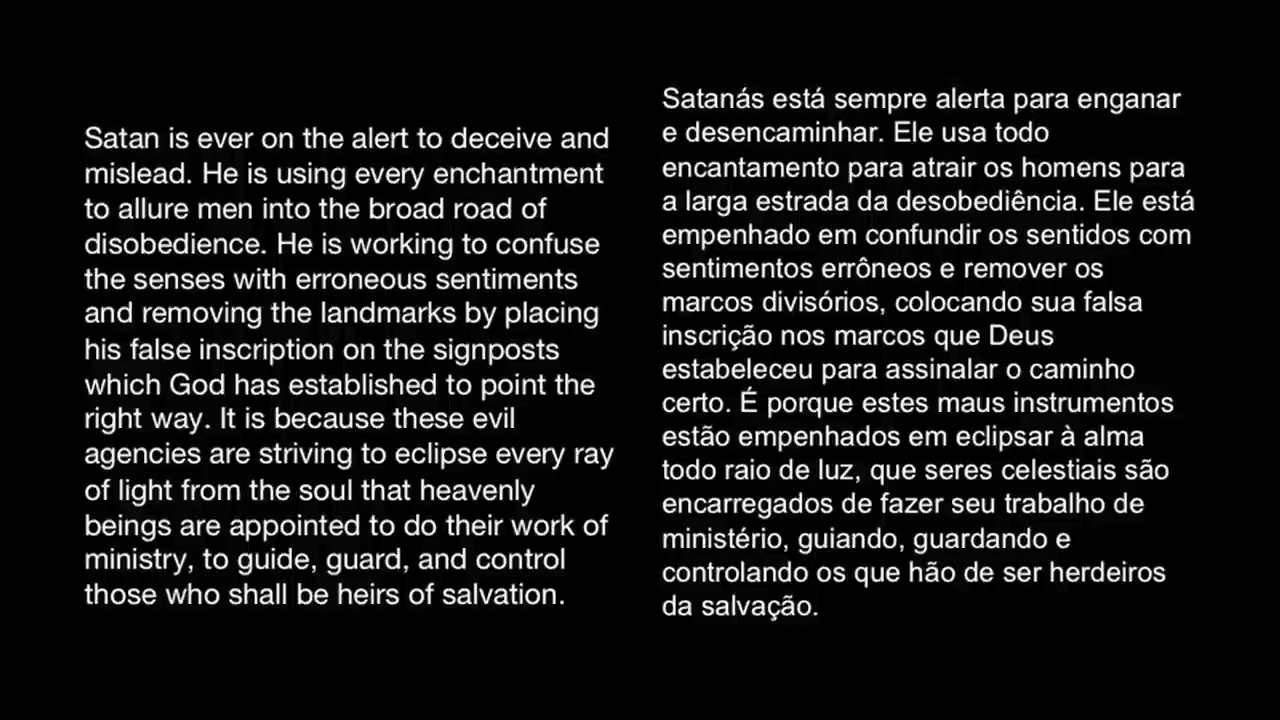 Satan is ever on the alert to deceive and
mislead. He is using every enchantment
to allure men into the broad road of
disobedience. He is working to confuse
the senses with erroneous sentiments
and removing the landmarks by placing
his false inscription on the signposts
which God has established to point the
right way. It is because these evil
agencies are striving to eclipse every ray
of light from the soul that heavenly
beings are appointed to do their work of
ministry, to guide, guard, and control
those who shall be heirs of salvation.
Satanás está sempre alerta para enganar
e desencaminhar. Ele usa todo
encantamento para atrair os homens para
a larga estrada da desobediência. Ele está
empenhado em confundir os sentidos com
sentimentos errôneos e remover os
marcos divisórios, colocando sua falsa
inscrição nos marcos que Deus
estabeleceu para assinalar o caminho
certo. É porque estes maus instrumentos
estão empenhados em eclipsar à alma
todo raio de luz, que seres celestiais são
encarregados de fazer seu trabalho de
ministério, guiando, guardando e
controlando os que hão de ser herdeiros
da salvação.